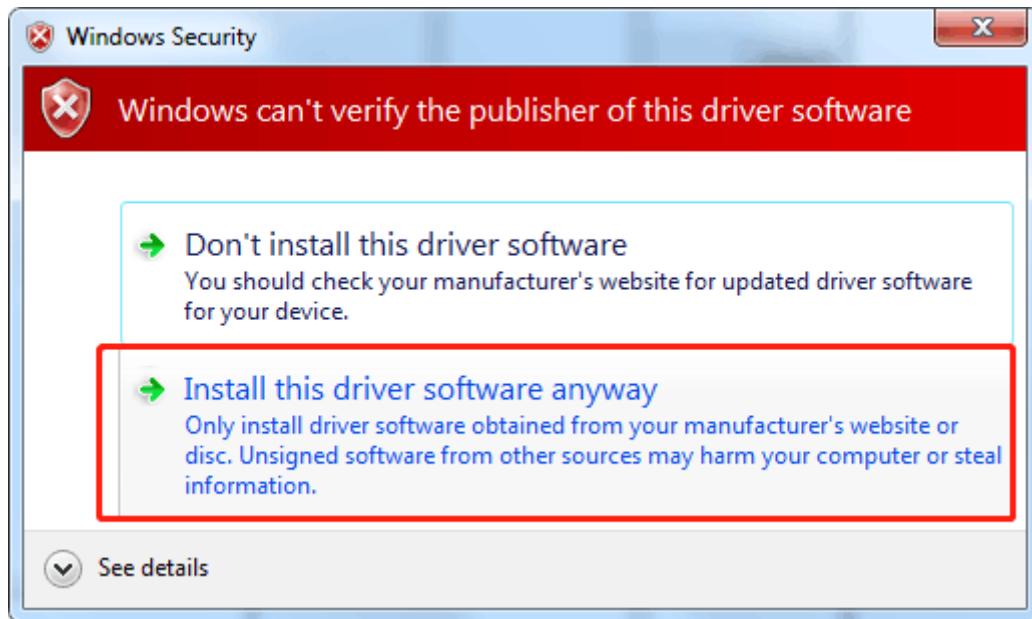 Windows Security
Windows can't verify the publisher of this driver software
Don't install this driver software
You should check your manufacturer's website for updated driver software
for your device.
Install this driver software anyway
Only install driver software obtained from your manufacturer's website or
disc. Unsigned software from other sources may harm your computer or steal
information.
See details